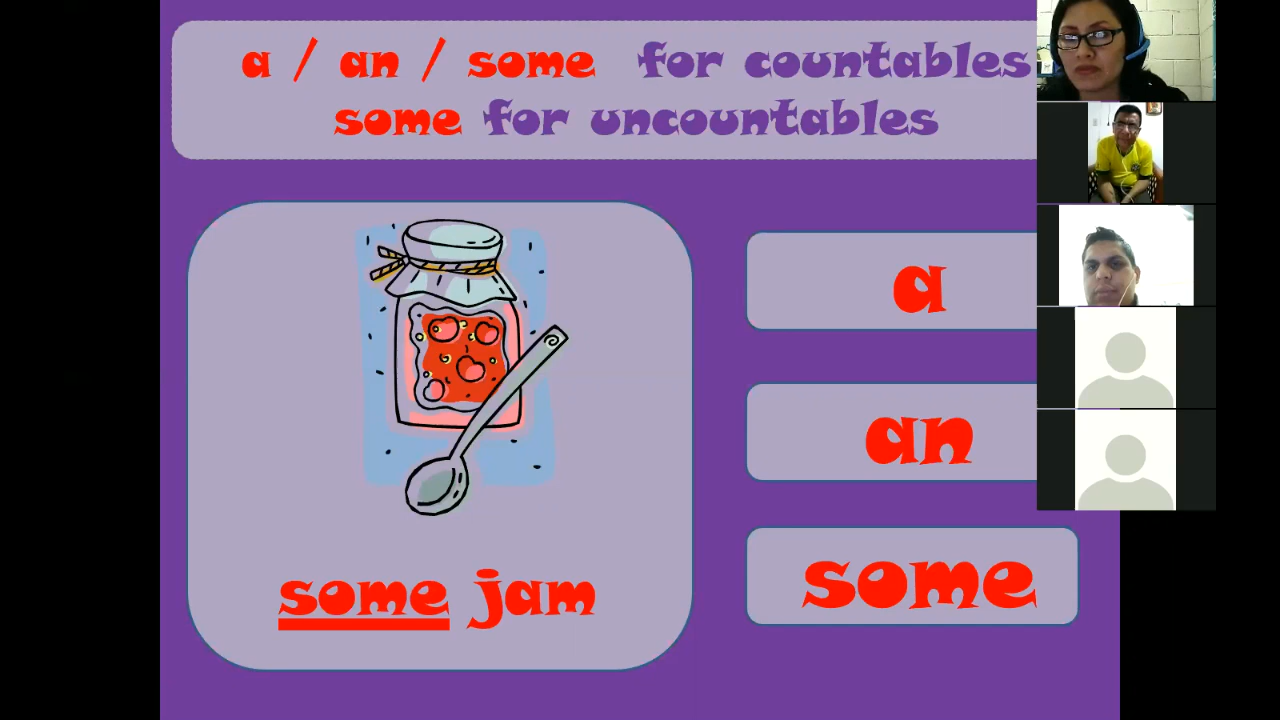 a / an / some for countables
some for uncountables
a
an
some
some jam